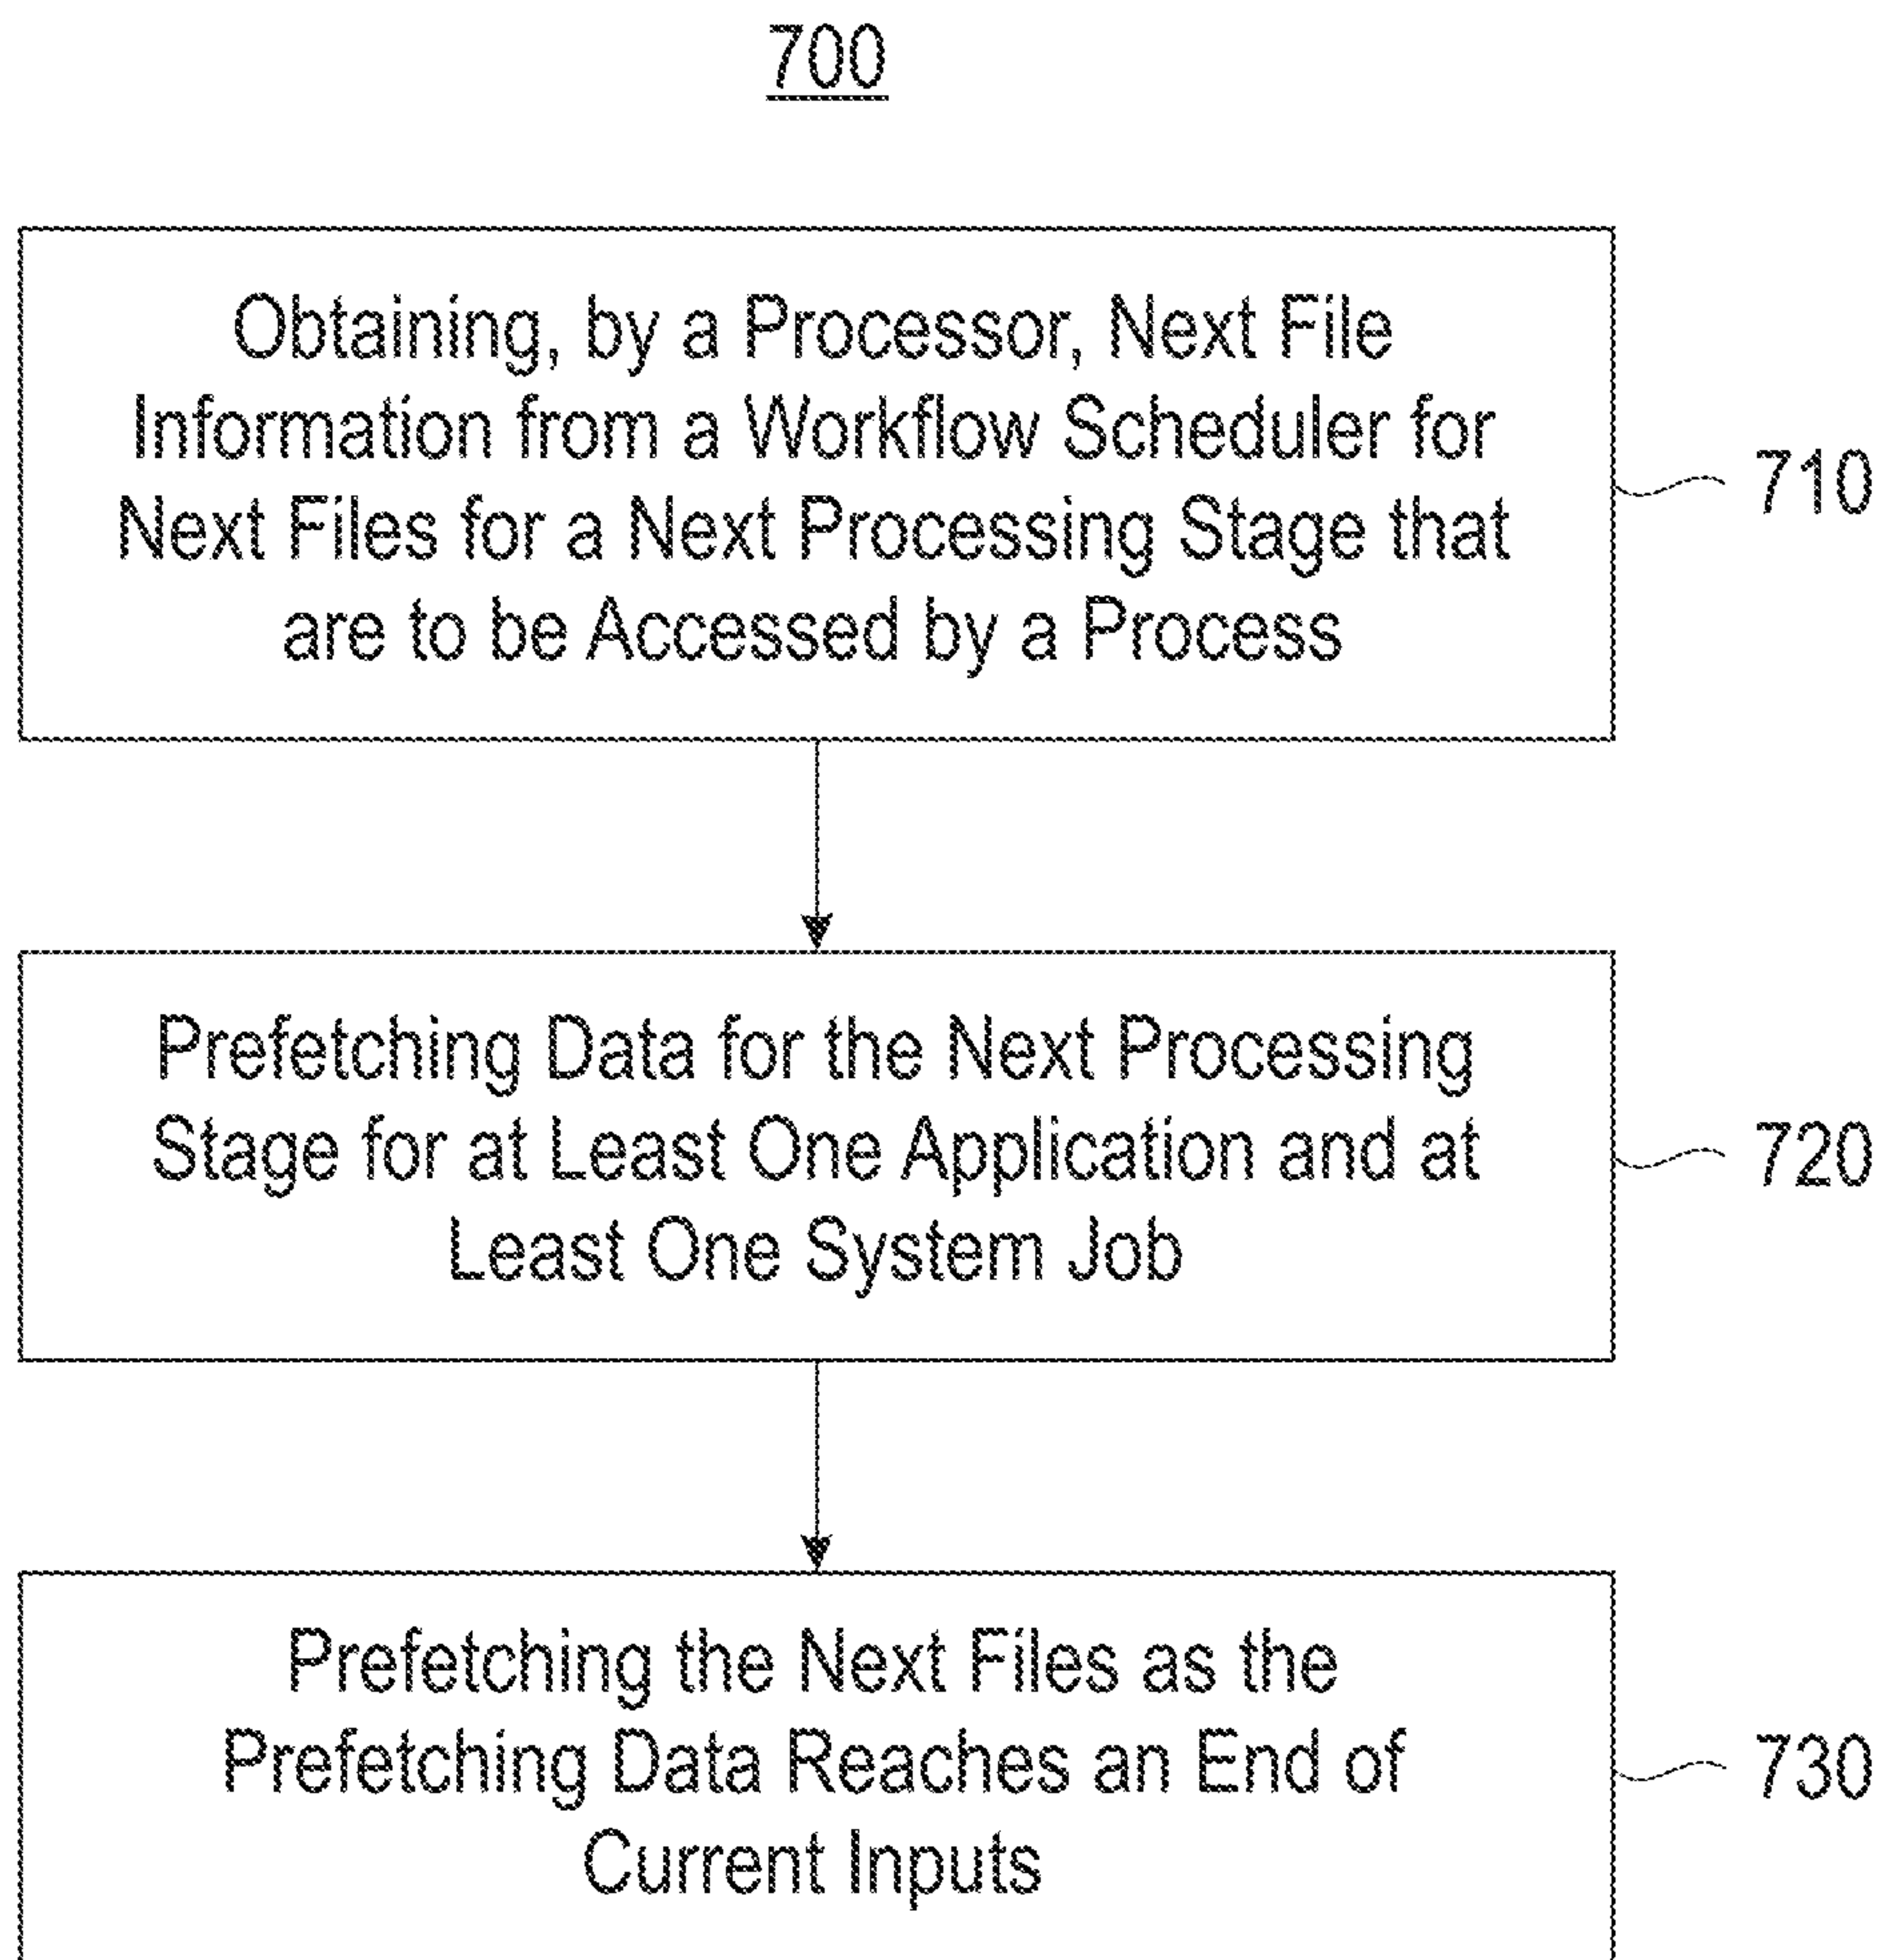 700
Obtaining, by a Processor, Next File
Information from a Workflow Scheduler for
Next Files for a Next Processing Stage that
are to be Accessed by a Process
710
Prefetching Data for the Next Processing
Stage for at Least One Application and at
Least One System Job
720
Prefetching the Next Files as the
Prefetching Data Reaches an End of
Current Inputs
730